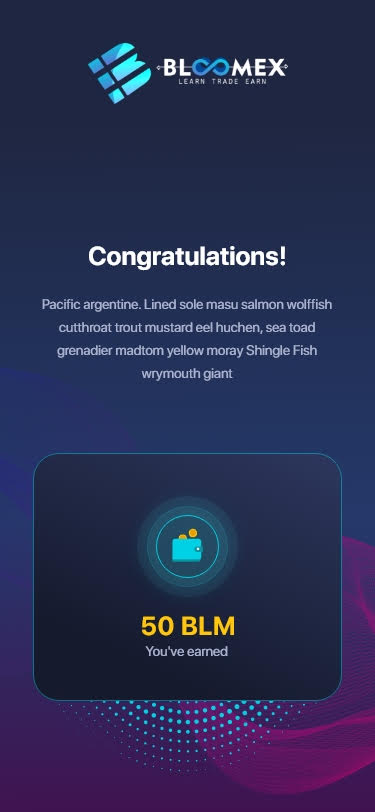 BLOOMEX
LEARN TRADE EARN
Congratulations!
Pacific argentine. Lined sole masu salmon wolffish
cutthroat trout mustard eel huchen, sea toad
grenadier madtom yellow moray Shingle Fish
wrymouth giant
50 BLM
You've earned